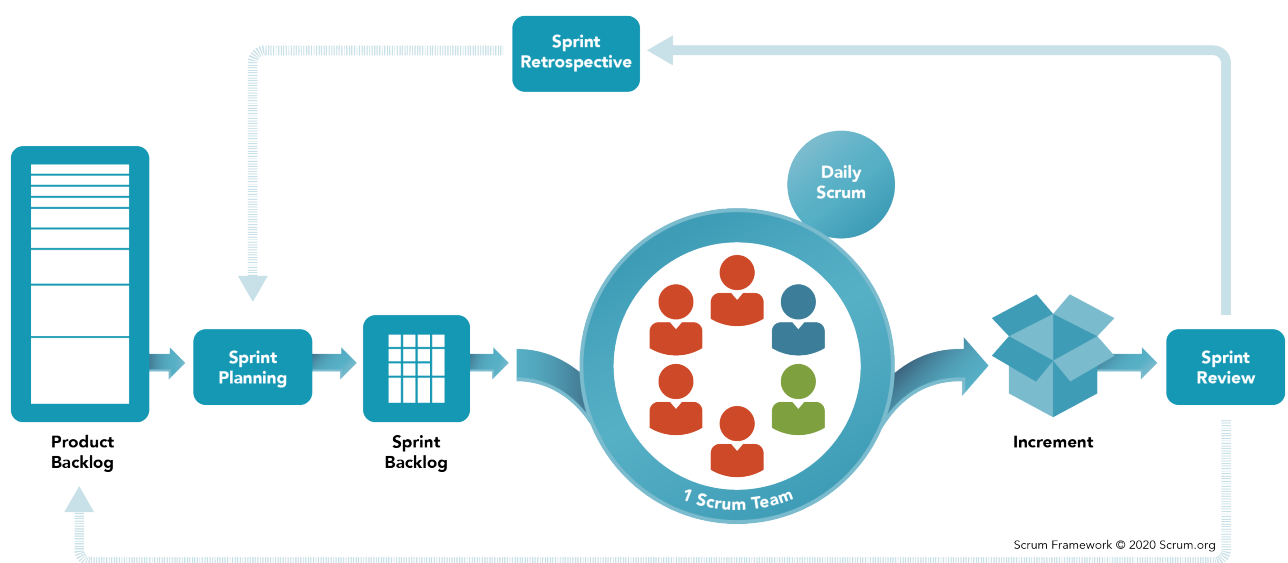 Sprint
Retrospective
Daily
Scrum
Sprint
Planning
Sprint
Review
Product
Backlog
Sprint
Backlog
Increment
1 Scrum Team
Scrum Framework © 2020 Scrum.org